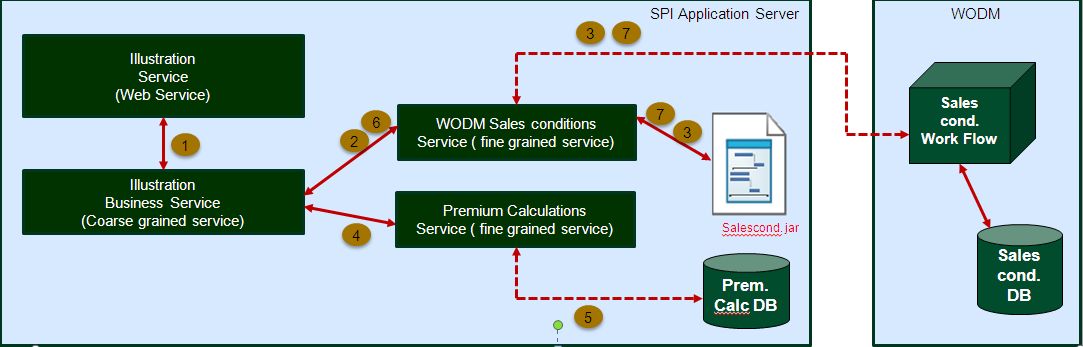 SPI Application Server
WODM
3
7
Illustration
Service
(Web Service)
1
6
2
WODM Sales conditions
Service ( fine grained service)
7
3
Sales
cond.
Work Flow
Illustration
Business Service
(Coarse grained service)
4
Premium Calculations
Service ( fine grained service)
Salescond.jar
Prem.
Calc DB
5
Sales
cond.
DB